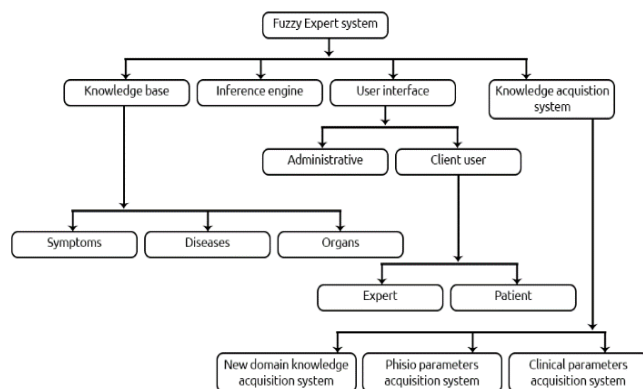 Fuzzy Expert system
Knowledge base
Inference engine
User interface
Knowledge acquistion
system
Administrative
Client user
Symptoms
Diseases
Organs
Expert
Patient
New domain knowledge
acquisition system
Phisio parameters
acquisition system
Clinical parameters
acquisition system